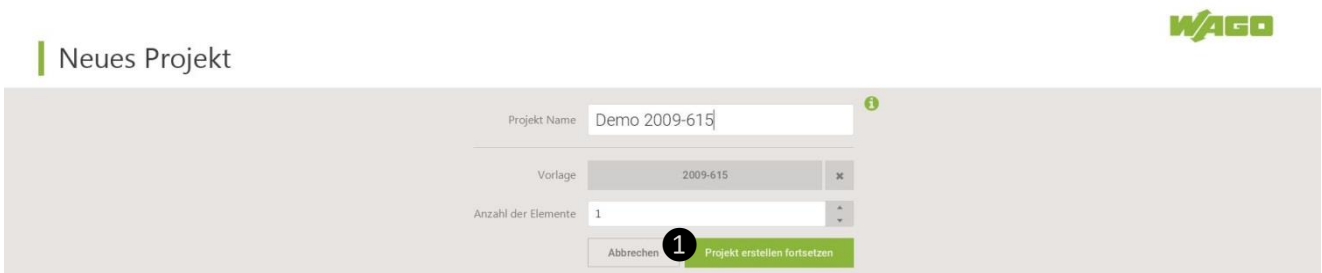 WAGO
Neues Projekt
Projekt Name Demo 2009-615
Vorlage 2009-615
Anzahl der Elemente 1
Abbrechen 1 Projekt erstellen fortsetzen